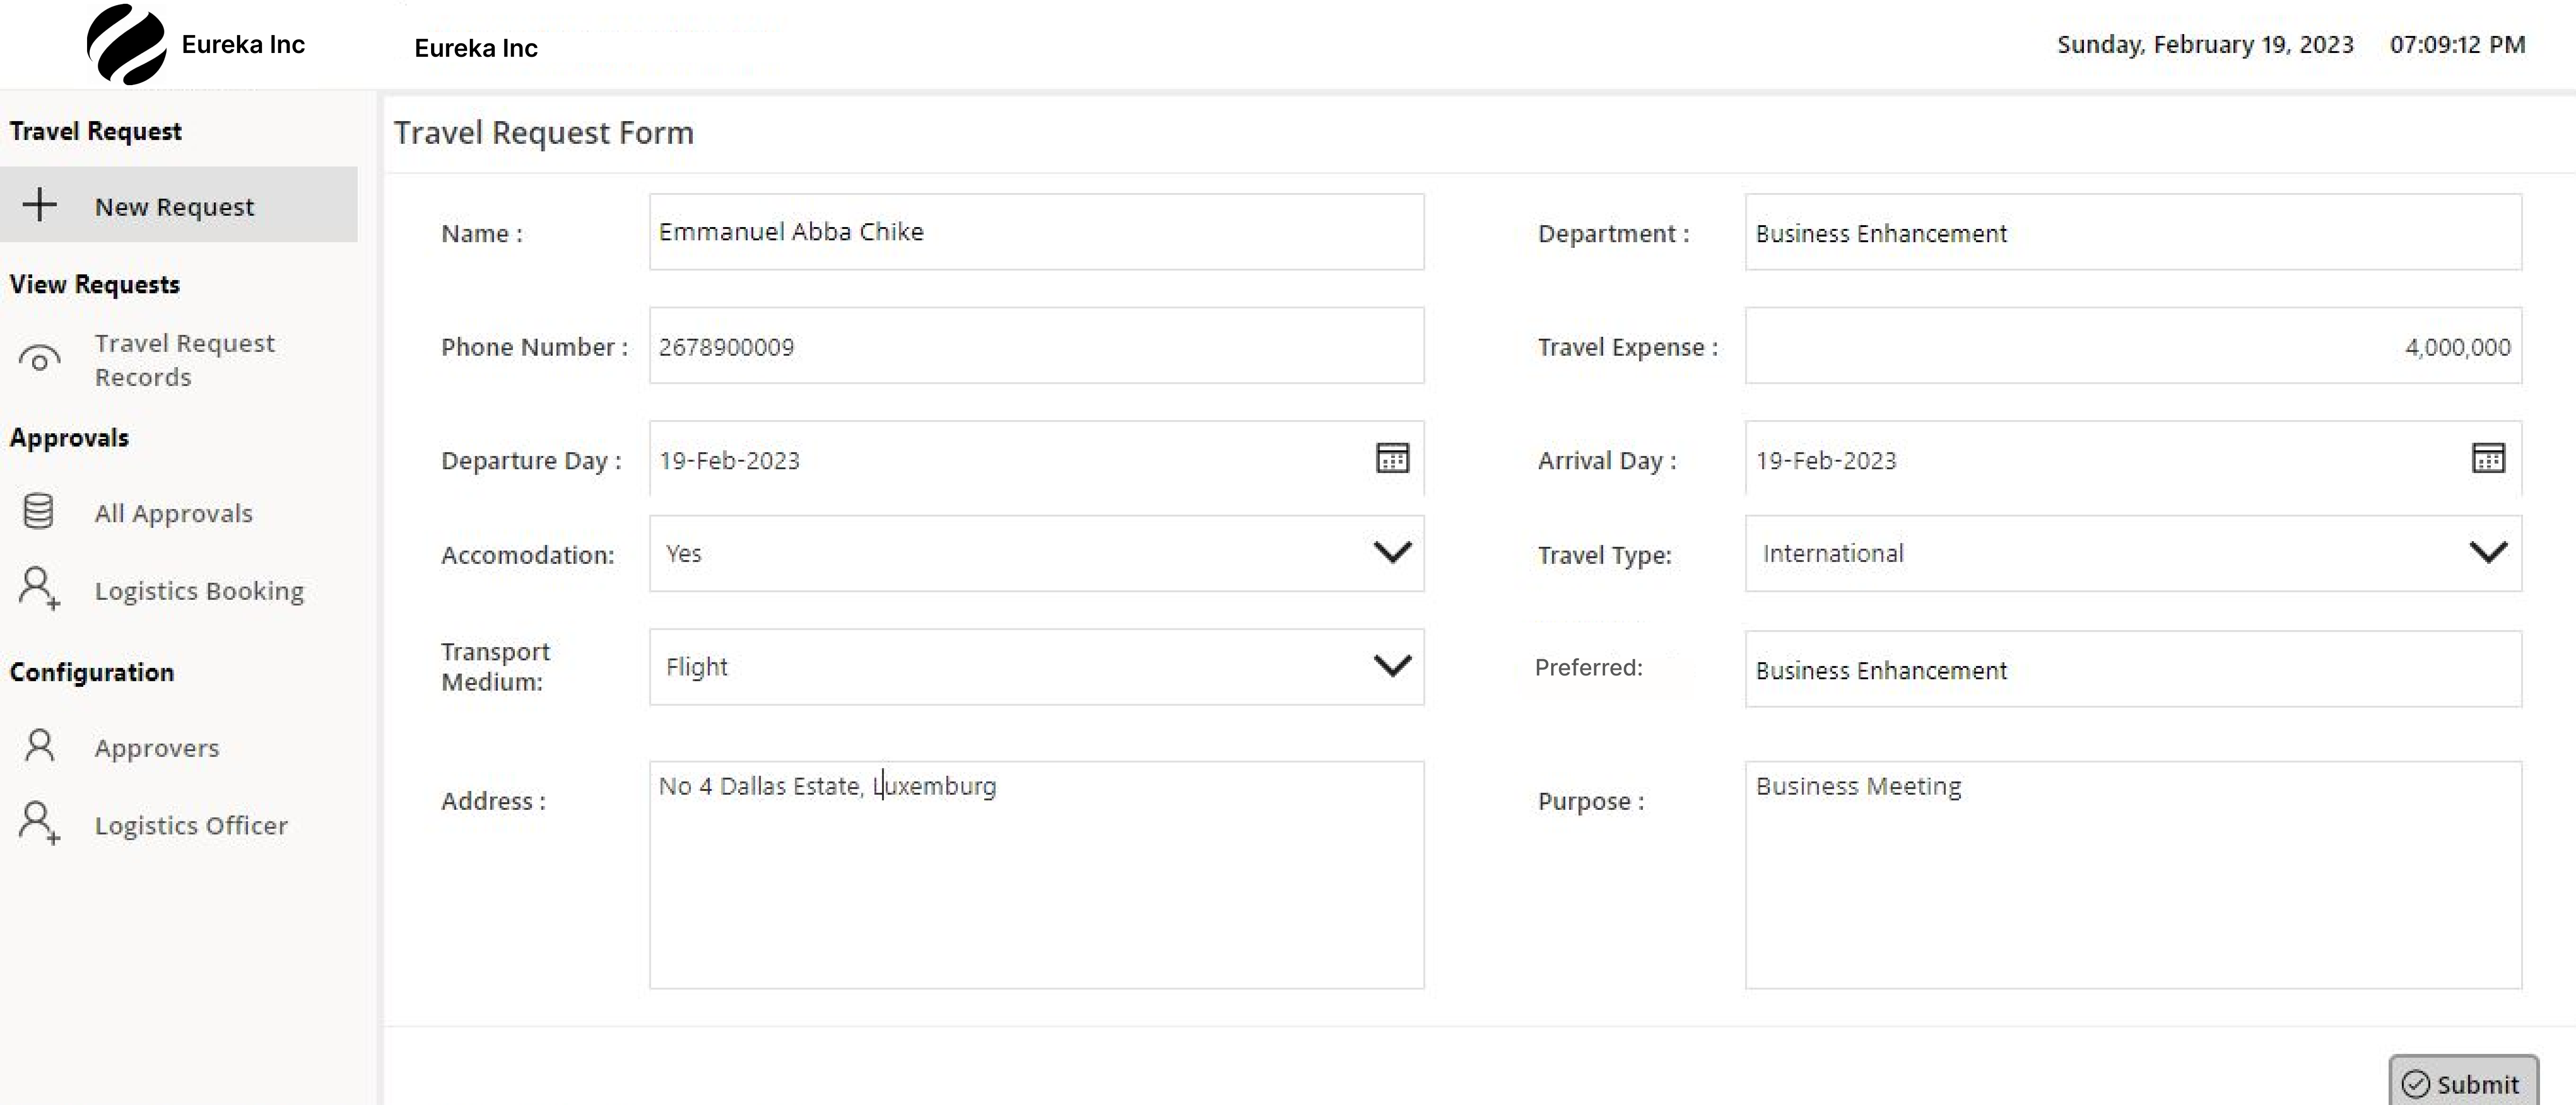 Eureka Inc
Eureka Inc
Sunday, February 19, 2023 07:09:12 PM
Travel Request
New Request
View Requests
Travel Request
Records
Approvals
All Approvals
Logistics Booking
Configuration
Approvers
Logistics Officer
Travel Request Form
Name : Emmanuel Abba Chike
Department : Business Enhancement
Phone Number : 2678900009
Travel Expense : 4,000,000
Departure Day : 19-Feb-2023
Arrival Day : 19-Feb-2023
Accomodation: Yes
Travel Type: International
Transport
Medium: Flight
Preferred: Business Enhancement
Address : No 4 Dallas Estate, Luxemburg
Purpose : Business Meeting
Submit